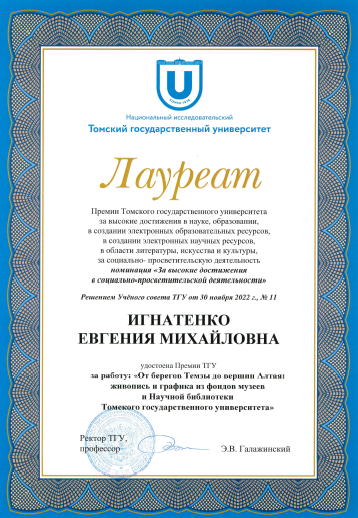 Национальный исследовательский
Томский государственный университет
Лауреат
Премии Томского государственного университета
за высокие достижения в науке, образовании,
в создании электронных образовательных ресурсов,
в создании электронных научных ресурсов,
в области литературы, искусства и культуры,
за социально- просветительскую деятельность
номинация «За высокие достижения
в социально-просветительской деятельности»
Решением Учёного совета ТГУ от 30 ноября 2022 г., № 11
ИГНАТЕНКО
ЕВГЕНИЯ МИХАЙЛОВНА
удостоена Премии ТГУ
за работу: «От берегов Темзы до вершин Алтая:
живопись и графика из фондов музеев
и Научной библиотеки
Томского государственного университета»
Ректор ТГУ,
профессор
Э.В. Галажинский